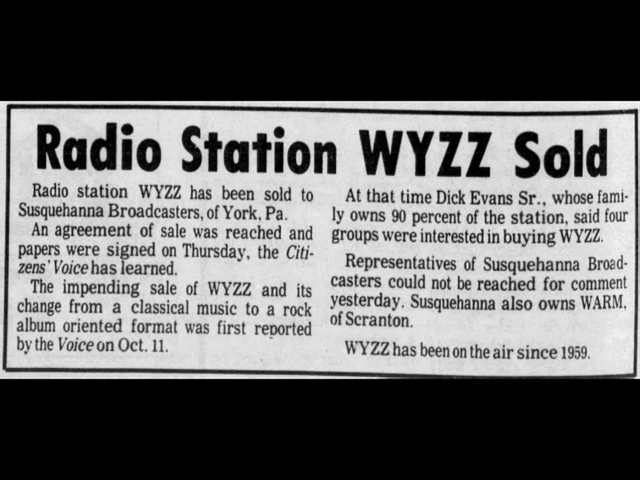 Radio Station WYZZ Sold
Radio station WYZZ has been sold to
Susquehanna Broadcasters, of York, Pa.
An agreement of sale was reached and
papers were signed on Thursday, the Citi-
zens' Voice has learned.
The impending sale of WYZZ and its
change from a classical music to a rock
album oriented format was first reported
by the Voice on Oct. 11.
At that time Dick Evans Sr., whose fami-
ly owns 90 percent of the station, said four
groups were interested in buying WYZZ.
Representatives of Susquehanna Broad-
casters could not be reached for comment
yesterday. Susquehanna also owns WARM,
of Scranton.
WYZZ has been on the air since 1959.